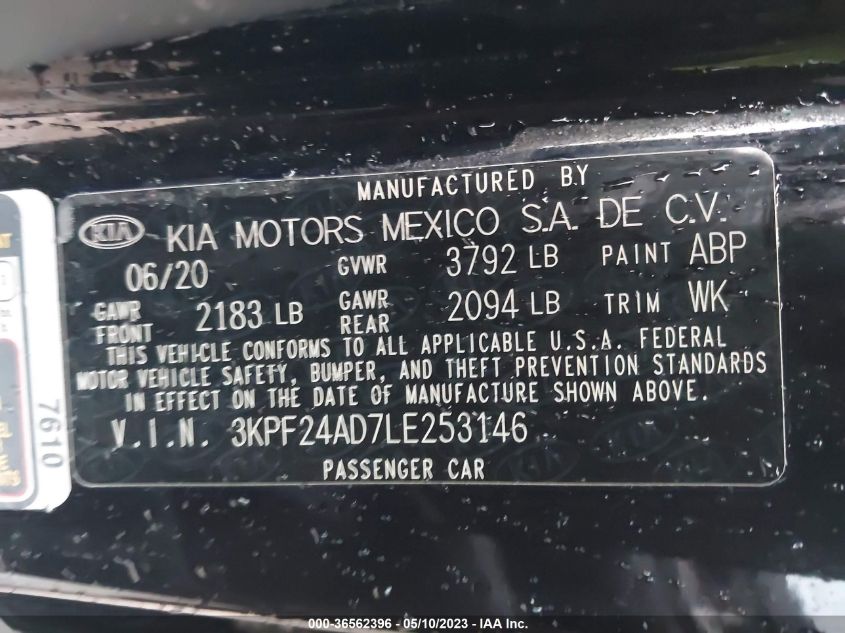 MANUFACTURED BY
KIA KIA MOTORS MEXICO S.A. DE C.V.
06/20 GVWR 3792 LB PAINT ABP
GAWR FRONT 2183 LB GAWR REAR 2094 LB TRIM WK
THIS VEHICLE CONFORMS TO ALL APPLICABLE U.S.A. FEDERAL
MOTOR VEHICLE SAFETY, BUMPER, AND THEFT PREVENTION STANDARDS
IN EFFECT ON THE DATE OF MANUFACTURE SHOWN ABOVE.
V.I.N. 3KPF24AD7LE253146
PASSENGER CAR
7610
000-36562396 - 05/10/2023 - IAA Inc.